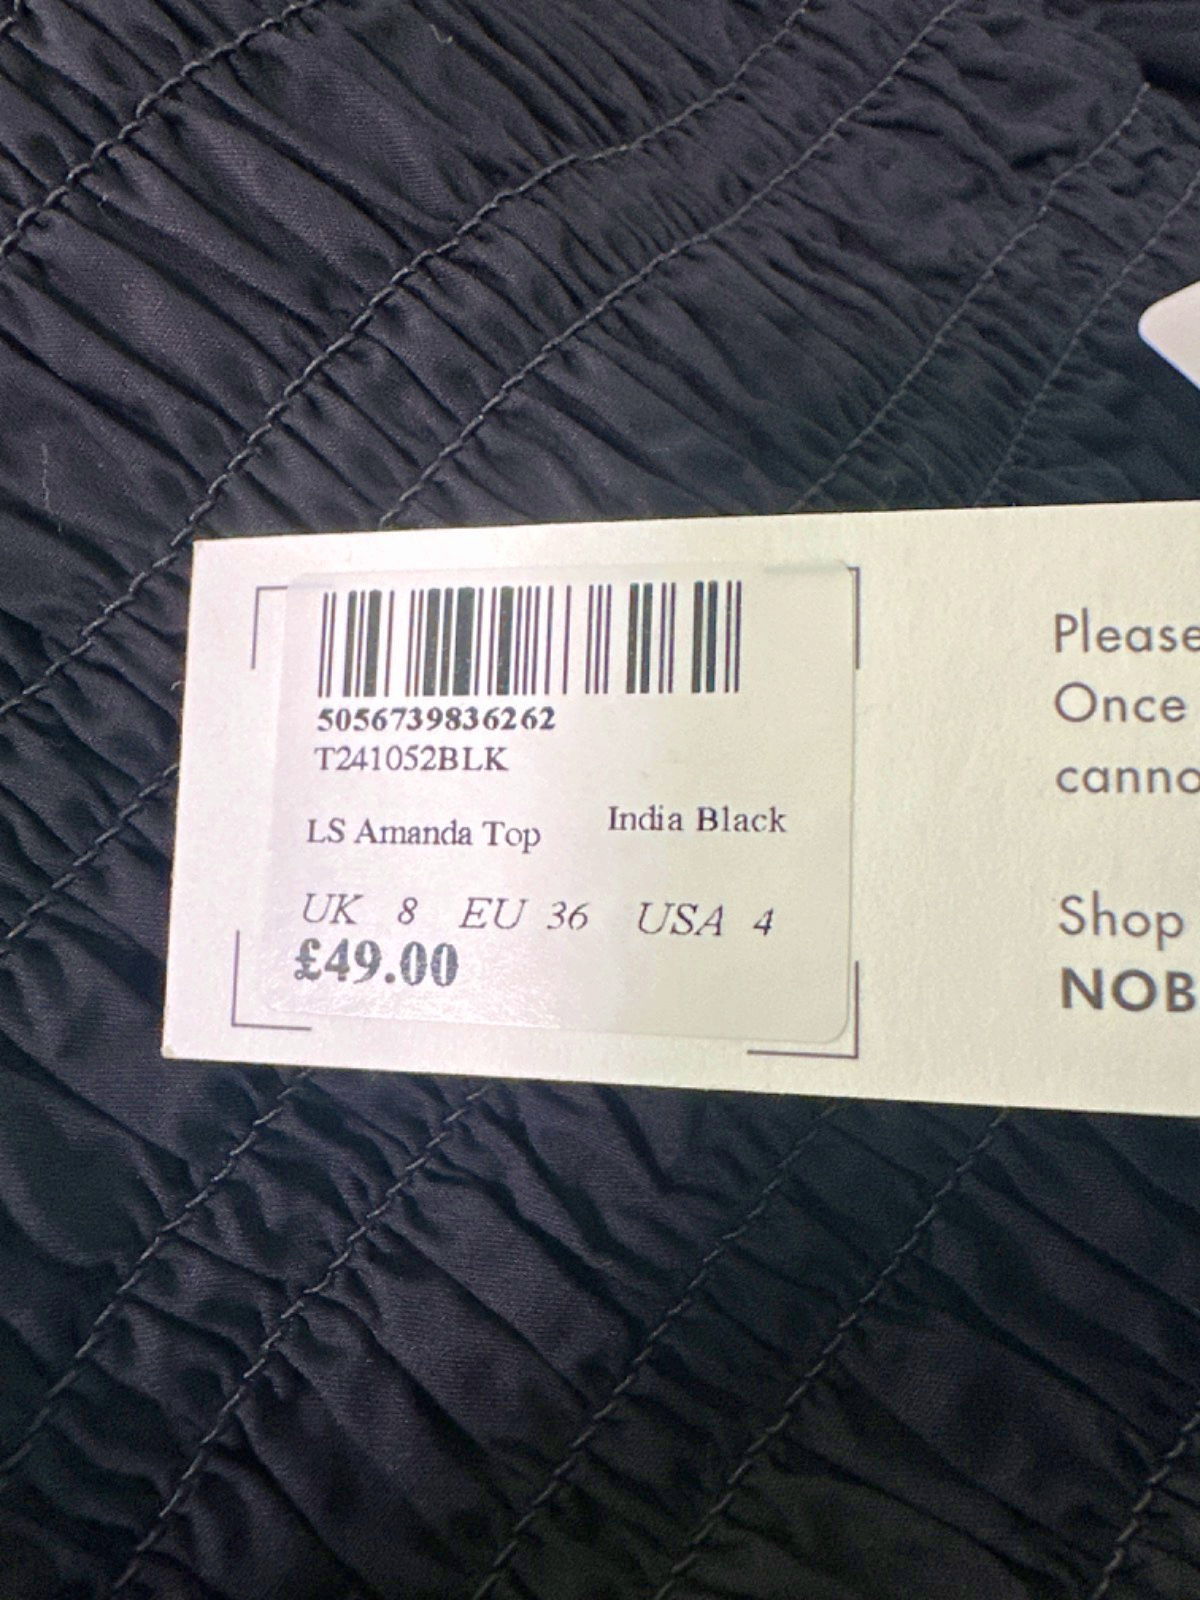 5056739836262
T241052BLK
LS Amanda Top India Black
UK 8 EU 36 USA 4
£49.00
Please
Once
canno
Shop
NOB